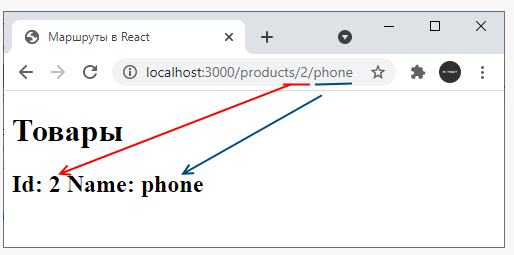 Маршруты в React
localhost:3000/products/2/phone
Товары
Id: 2 Name: phone